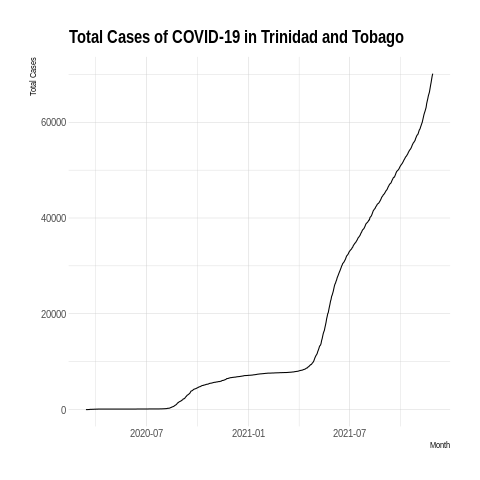 Total Cases of COVID-19 in Trinidad and Tobago
Total Cases
60000
40000
20000
0
2020-07 2021-01 2021-07
Month